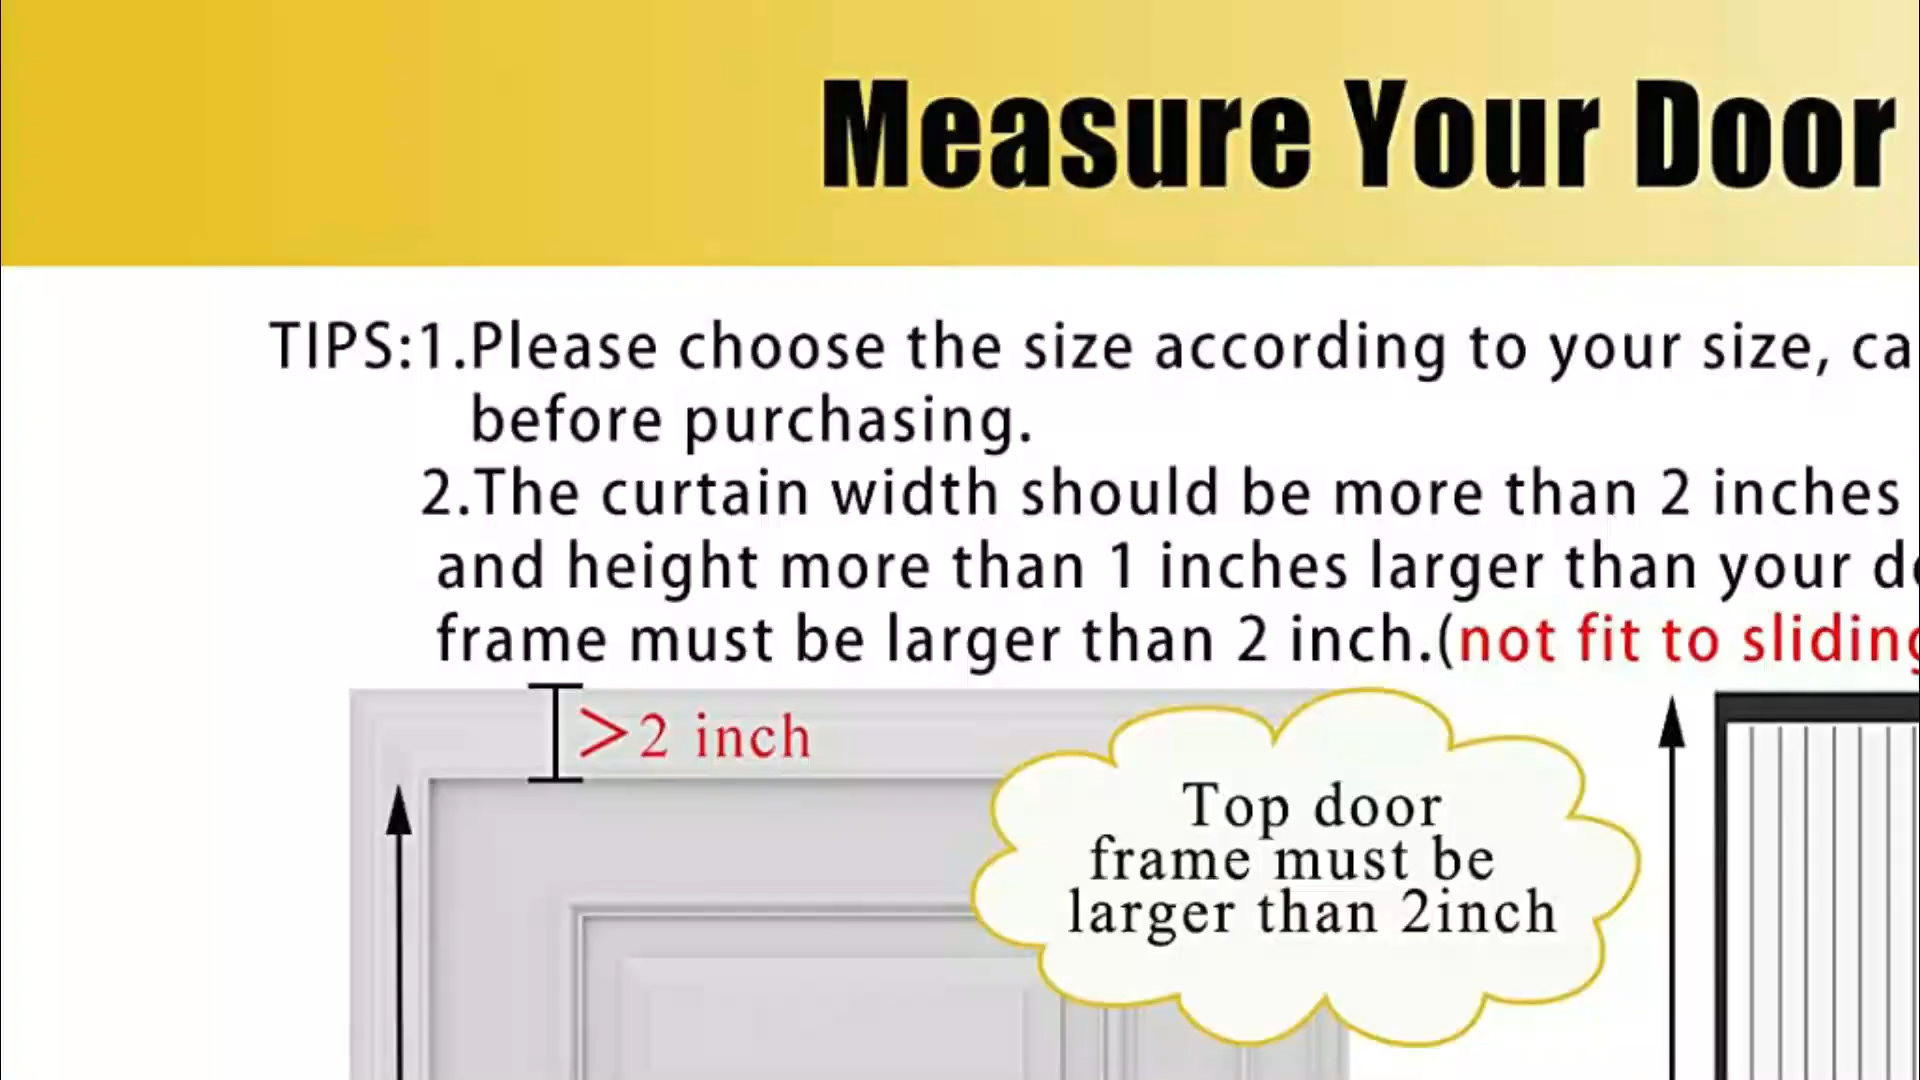 Measure Your Door
TIPS:1.Please choose the size according to your size, ca
before purchasing.
2.The curtain width should be more than 2 inches
and height more than 1 inches larger than your d
frame must be larger than 2 inch.(not fit to sliding
>2 inch
Top door
frame must be
larger than 2inch